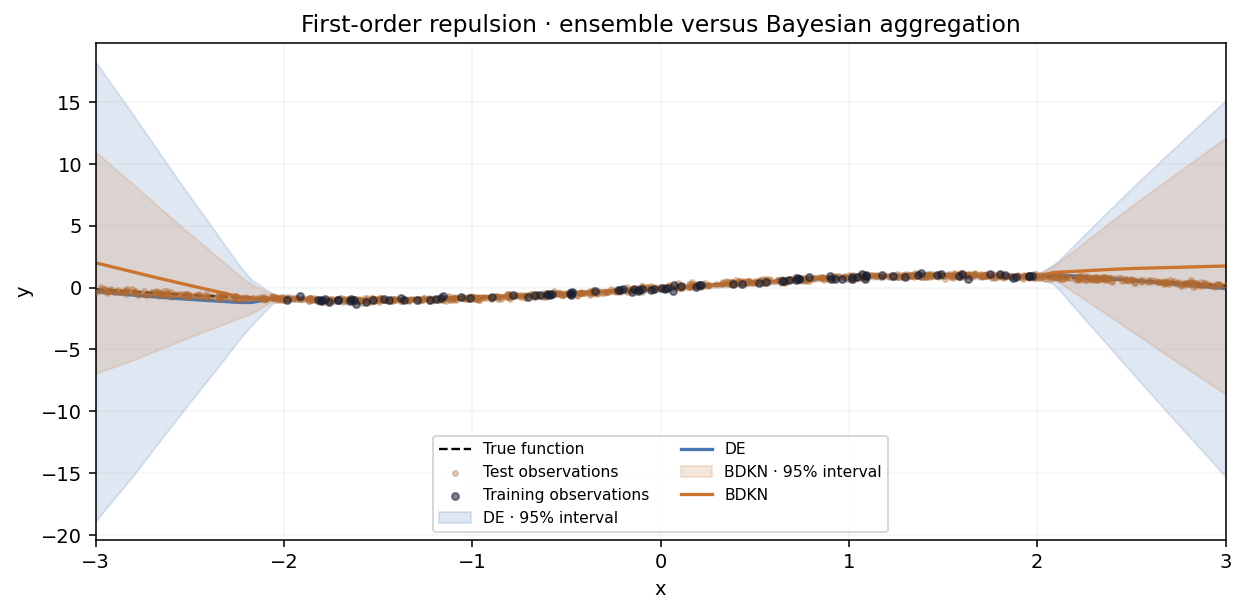 First-order repulsion · ensemble versus Bayesian aggregation
y
15
10
5
0
−5
−10
−15
−20
True function
Test observations
Training observations
DE · 95% interval
DE
BDKN · 95% interval
BDKN
−3 −2 −1 0 1 2 3
x